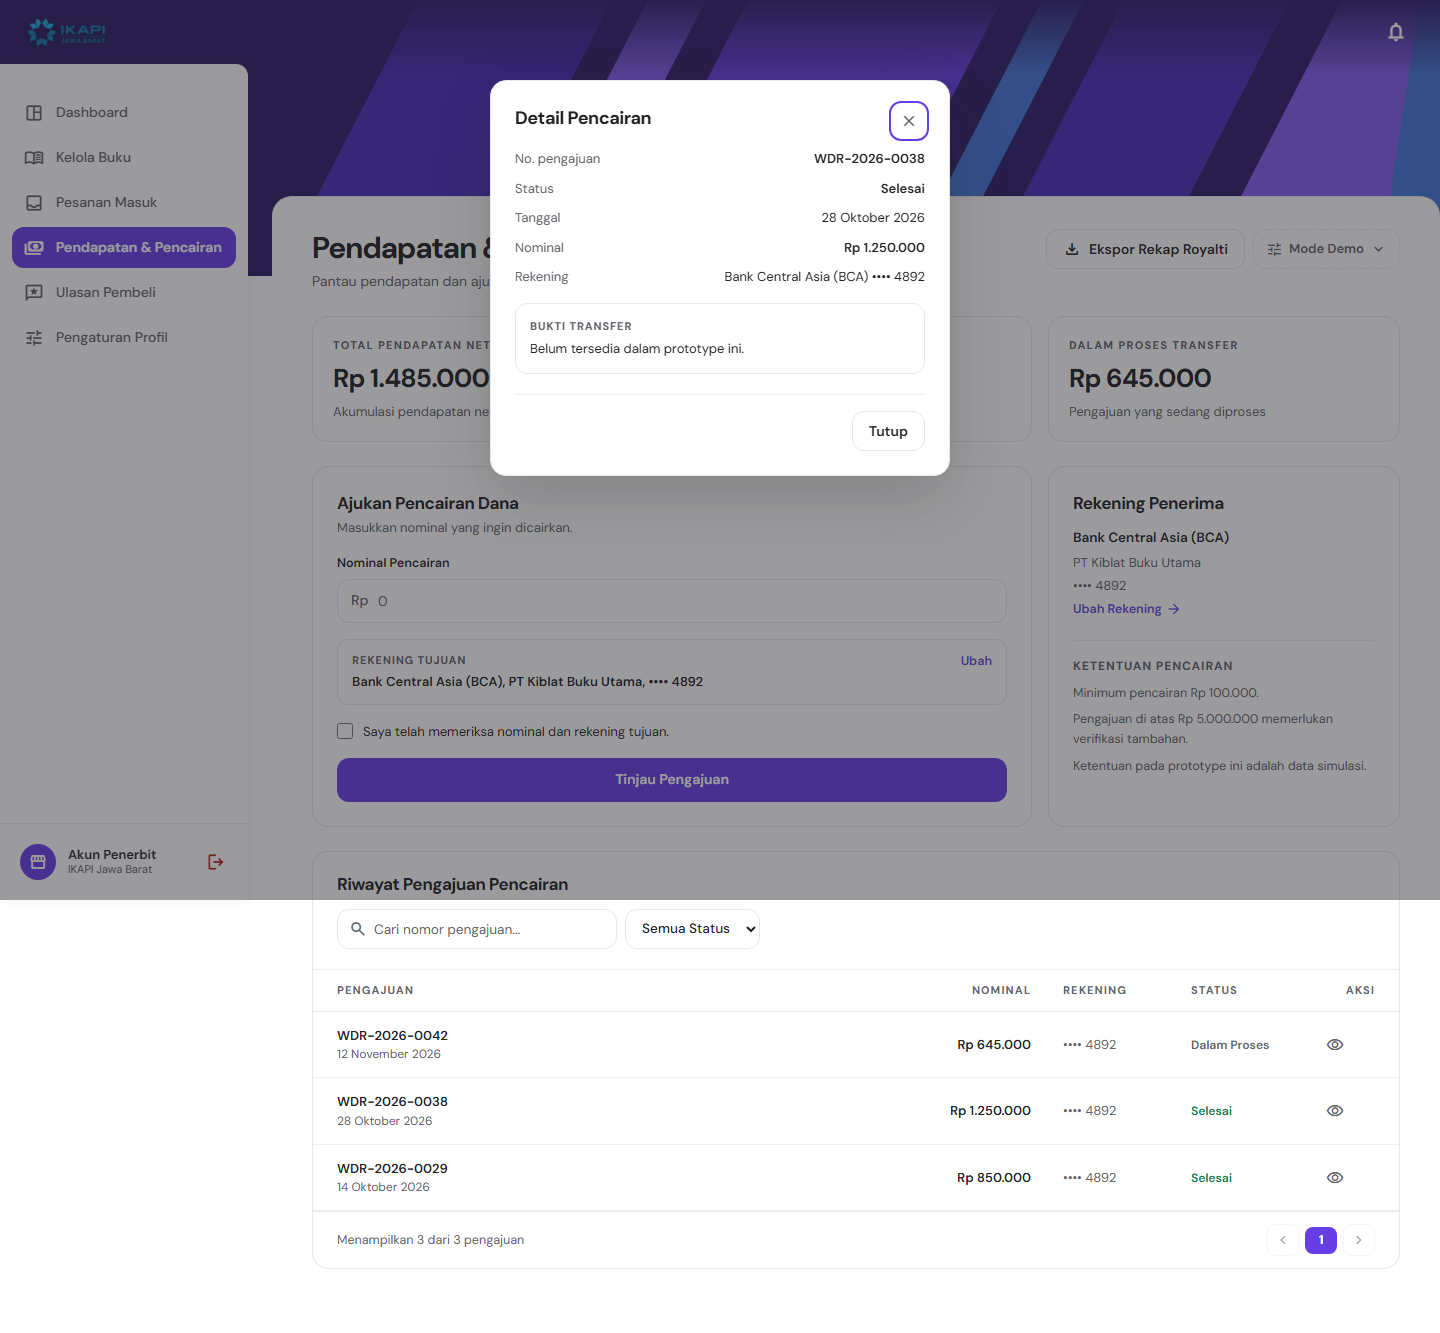 IKAPI
JAWA BARAT
Dashboard
Kelola Buku
Pesanan Masuk
Pendapatan & Pencairan
Ulasan Pembeli
Pengaturan Profil
Akun Penerbit
IKAPI Jawa Barat
Detail Pencairan
No. pengajuan WDR-2026-0038
Status Selesai
Tanggal 28 Oktober 2026
Nominal Rp 1.250.000
Rekening Bank Central Asia (BCA) •••• 4892
BUKTI TRANSFER
Belum tersedia dalam prototype ini.
Tutup
Pendapatan &
Pantau pendapatan dan aju
Ekspor Rekap Royalti
Mode Demo
TOTAL PENDAPATAN NET
Rp 1.485.000
Akumulasi pendapatan ne
DALAM PROSES TRANSFER
Rp 645.000
Pengajuan yang sedang diproses
Ajukan Pencairan Dana
Masukkan nominal yang ingin dicairkan.
Nominal Pencairan
Rp 0
REKENING TUJUAN Ubah
Bank Central Asia (BCA), PT Kiblat Buku Utama, •••• 4892
Saya telah memeriksa nominal dan rekening tujuan.
Tinjau Pengajuan
Rekening Penerima
Bank Central Asia (BCA)
PT Kiblat Buku Utama
•••• 4892
Ubah Rekening →
KETENTUAN PENCAIRAN
Minimum pencairan Rp 100.000.
Pengajuan di atas Rp 5.000.000 memerlukan
verifikasi tambahan.
Ketentuan pada prototype ini adalah data simulasi.
Riwayat Pengajuan Pencairan
Cari nomor pengajuan...
Semua Status
PENGAJUAN NOMINAL REKENING STATUS AKSI
WDR-2026-0042
12 November 2026
Rp 645.000 •••• 4892 Dalam Proses
WDR-2026-0038
28 Oktober 2026
Rp 1.250.000 •••• 4892 Selesai
WDR-2026-0029
14 Oktober 2026
Rp 850.000 •••• 4892 Selesai
Menampilkan 3 dari 3 pengajuan
1